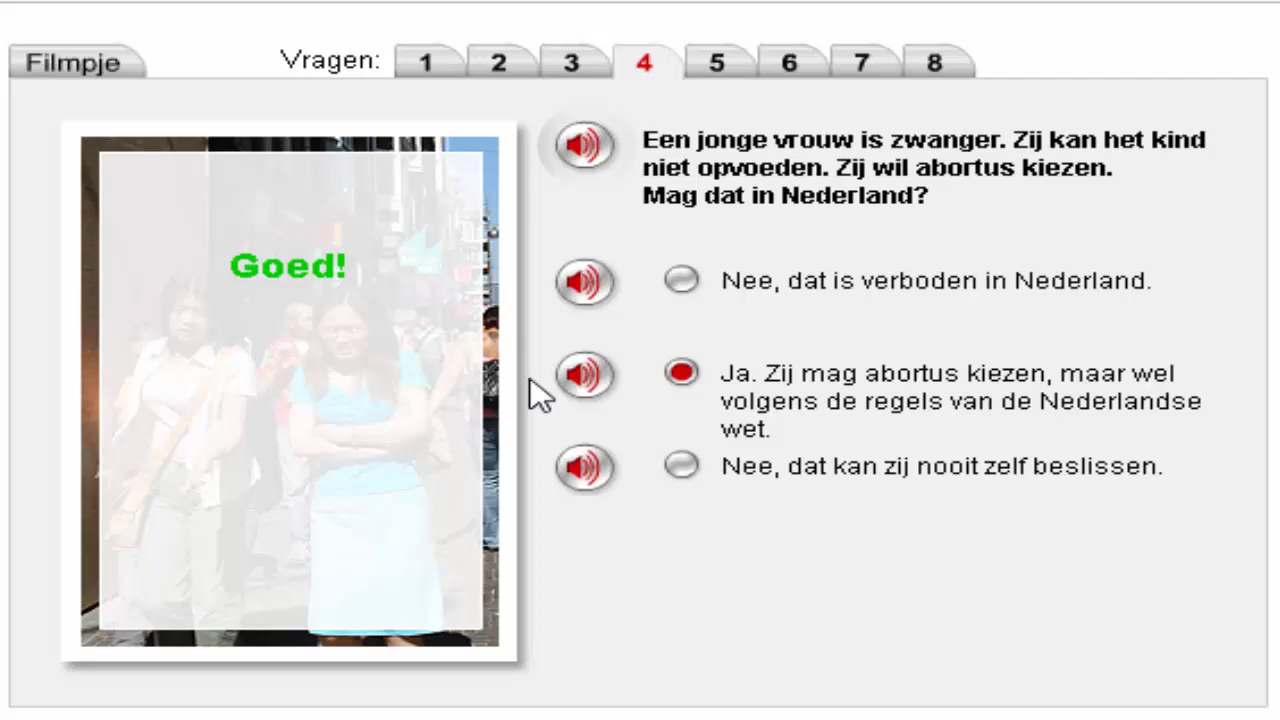 Filmpje
Vragen: 1 2 3 4 5 6 7 8
Goed!
Een jonge vrouw is zwanger. Zij kan het kind
niet opvoeden. Zij wil abortus kiezen.
Mag dat in Nederland?
Nee, dat is verboden in Nederland.
Ja. Zij mag abortus kiezen, maar wel
volgens de regels van de Nederlandse
wet.
Nee, dat kan zij nooit zelf beslissen.